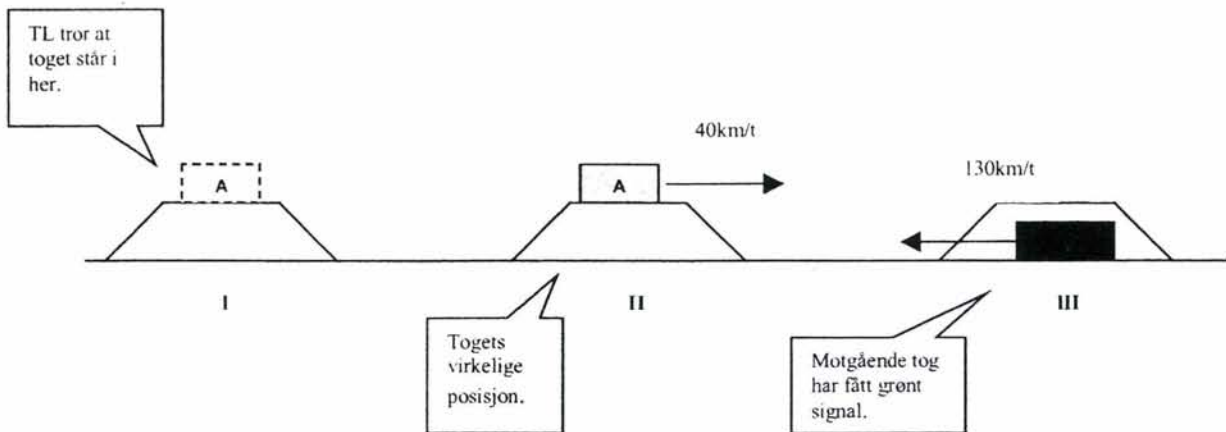 TL tror at
toget står i
her.
40km/t
130km/t
A
A
I
II
III
Togets
virkelige
posisjon.
Motgående tog
har fått grønt
signal.